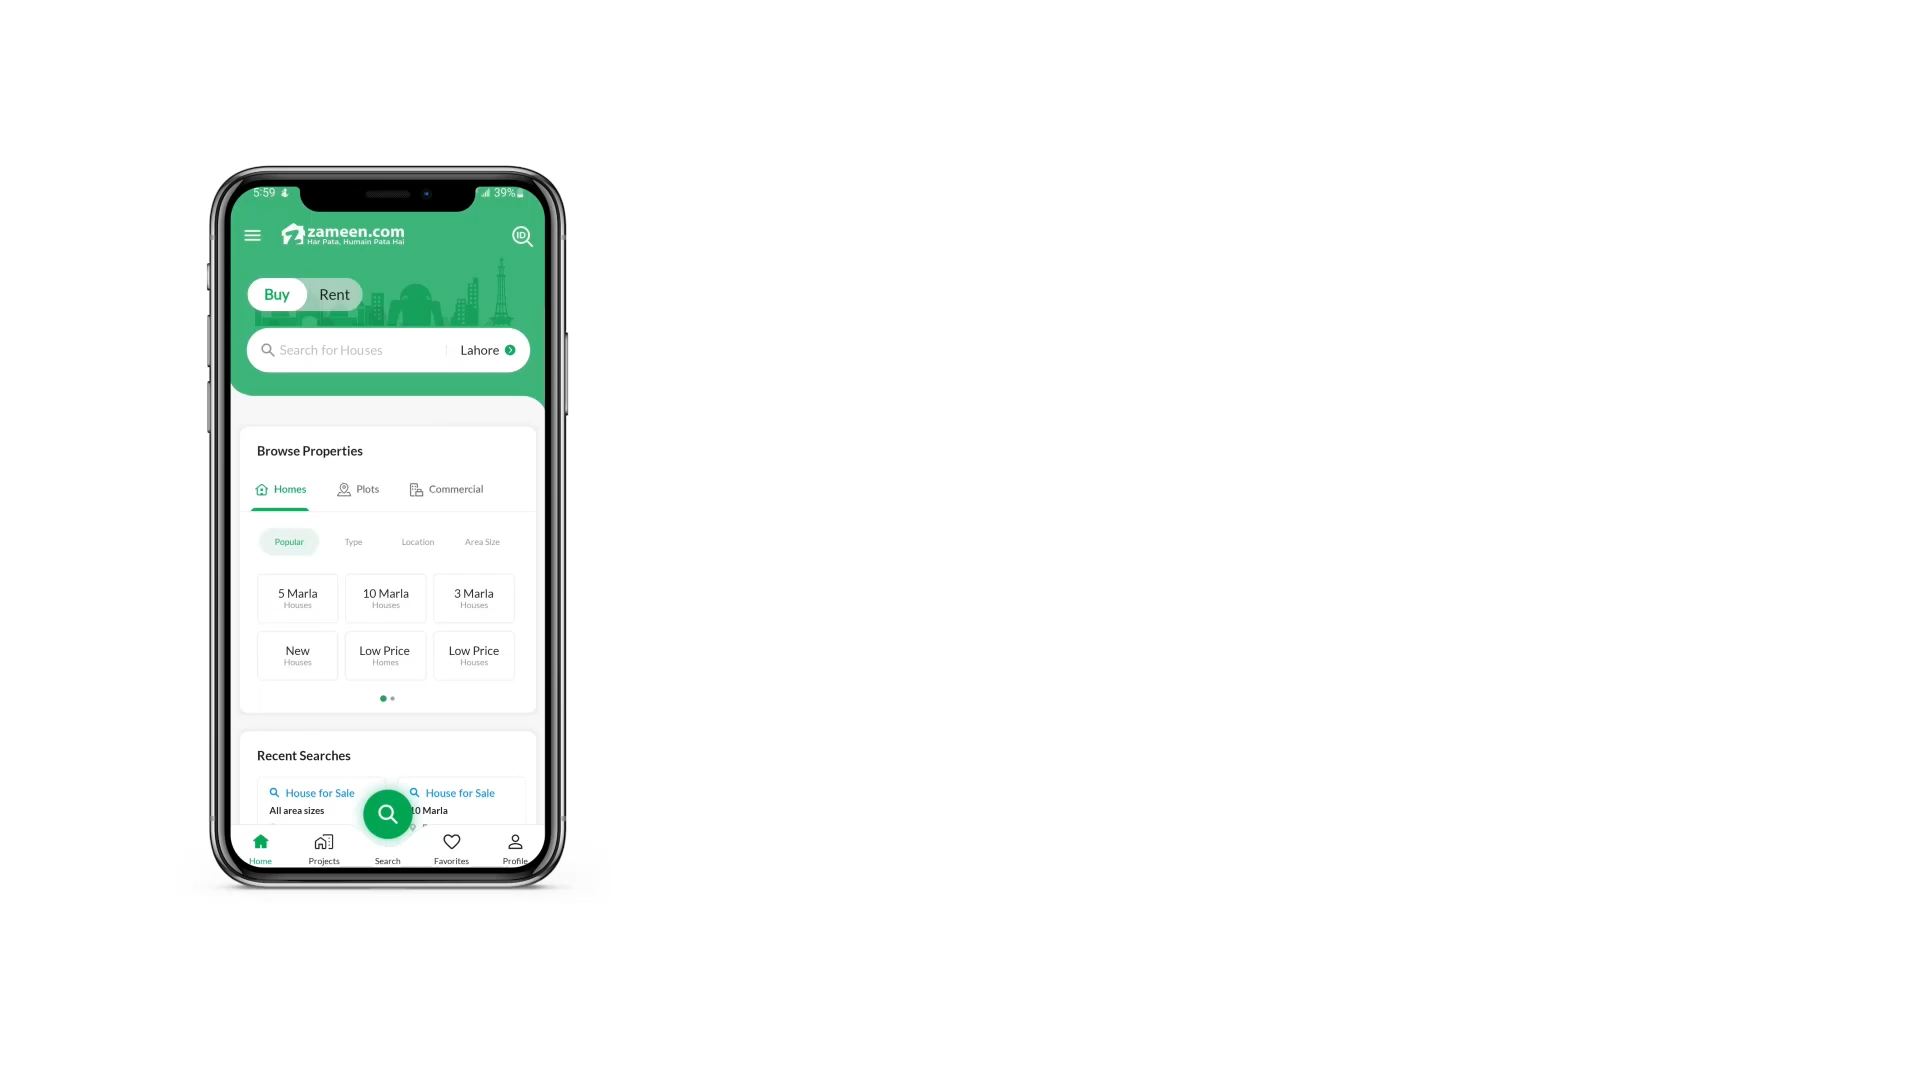 5:59
39%
zameen.com
Har Pata, Humain Pata Hai
ID
Buy Rent
Search for Houses Lahore
Browse Properties
Homes Plots Commercial
Popular Type Location Area Size
5 Marla 10 Marla 3 Marla
Houses Houses Houses
New Low Price Low Price
Houses Homes Houses
Recent Searches
House for Sale House for Sale
All area sizes 10 Marla
Home Projects Search Favorites Profile